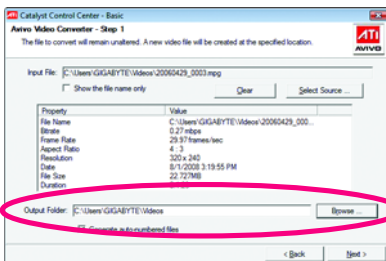 Catalyst Control Center - Basic
Avivo Video Converter - Step 1
The file to convert will remain unaltered. A new video file will be created at the specified location.
ATI
AVIVO
Input File: C:\Users\GIGABYTE\Videos\20060429_0003.mpg
Show the file name only
Clear
Select Source ...
Property Value
File Name C:\Users\GIGABYTE\Videos\20060429_000...
Bitrate 0.27 mbps
Frame Rate 29.97 frames/sec
Aspect Ratio 4 : 3
Resolution 320 x 240
Date 8/1/2008 3:19:55 PM
File Size 22.727MB
Duration
Output Folder: C:\Users\GIGABYTE\Videos
Browse ...
Generate auto-numbered files
< Back
Next >